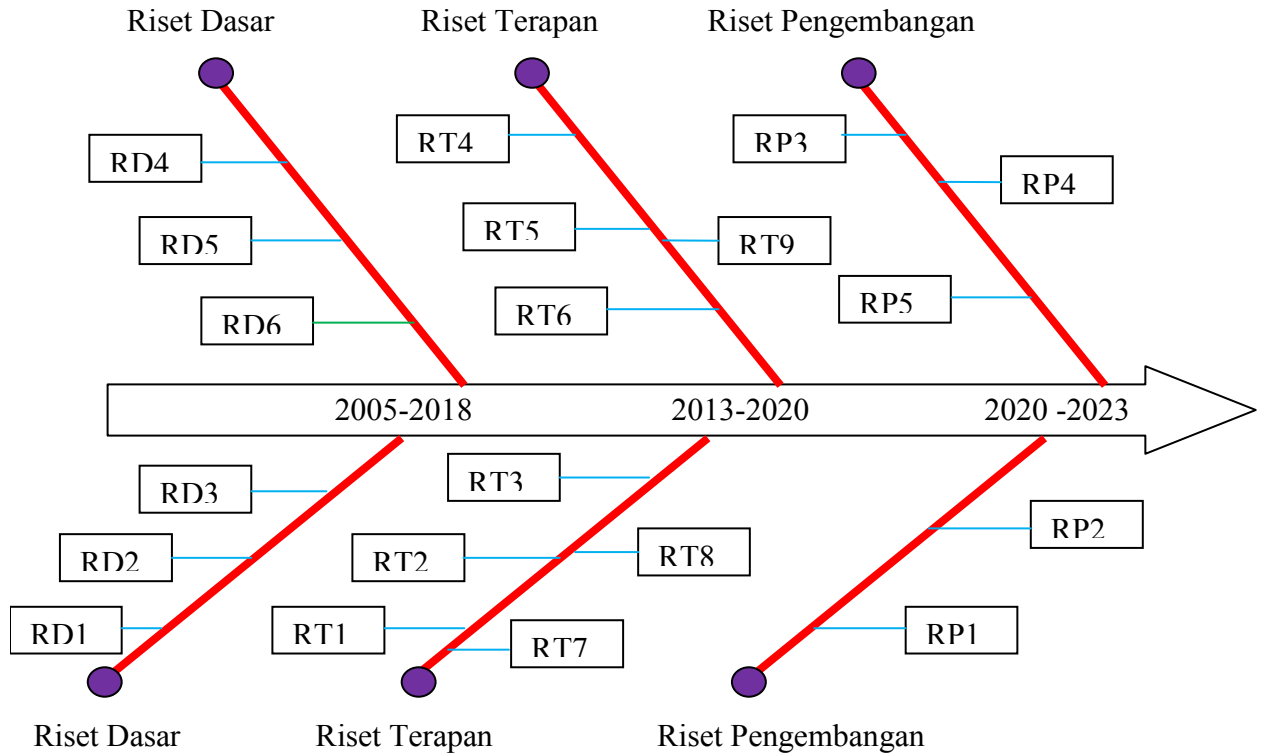 Riset Dasar
Riset Terapan
Riset Pengembangan
RD4
RT4
RP3
RP4
RD5
RT5
RT9
RP5
RD6
RT6
2005-2018
2013-2020
2020 -2023
RD3
RT3
RP2
RD2
RT2
RT8
RD1
RT1
RT7
RP1
Riset Dasar
Riset Terapan
Riset Pengembangan